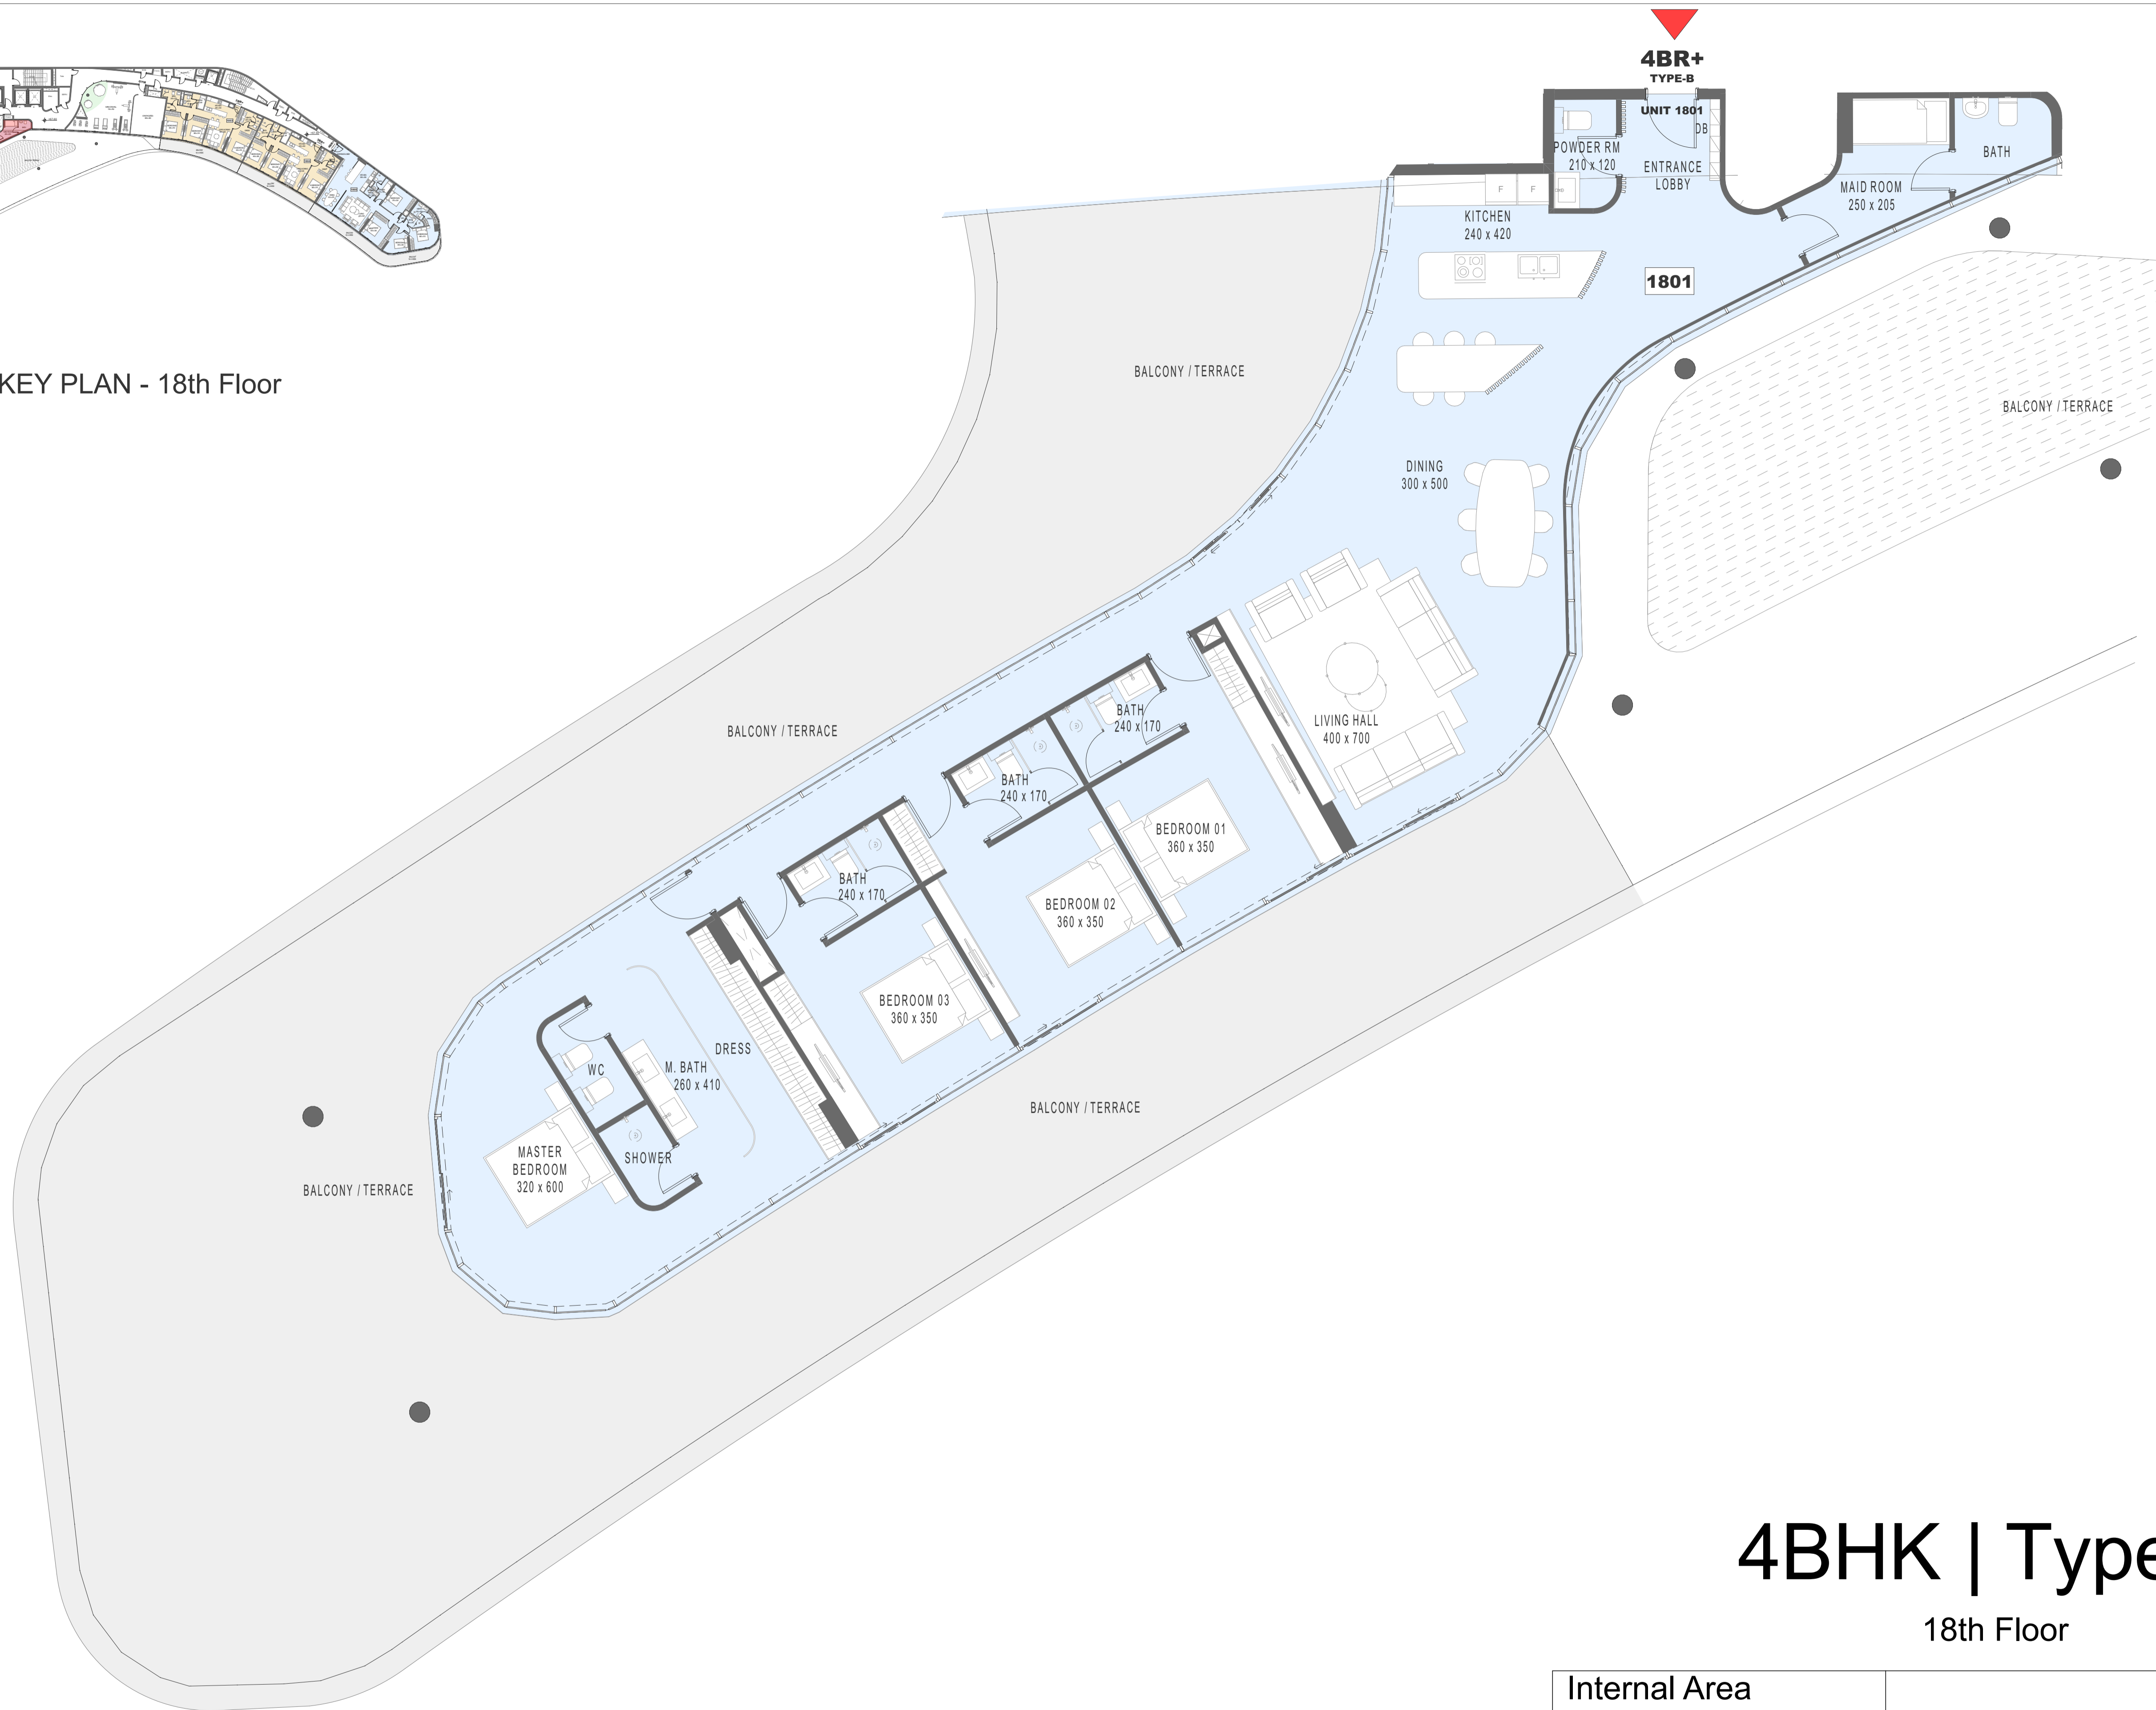 4BR+
TYPE-B
UNIT 1801
DB
POWDER RM
210 x 120
ENTRANCE
LOBBY
BATH
MAID ROOM
250 x 205
F
F
KITCHEN
240 x 420
1801
KEY PLAN - 18th Floor
BALCONY / TERRACE
BALCONY / TERRACE
DINING
300 x 500
BALCONY / TERRACE
LIVING HALL
400 x 700
BATH
240 x 170
BATH
240 x 170
BATH
240 x 170
BEDROOM 01
360 x 350
BEDROOM 02
360 x 350
BEDROOM 03
360 x 350
DRESS
WC
M. BATH
260 x 410
SHOWER
MASTER
BEDROOM
320 x 600
BALCONY / TERRACE
BALCONY / TERRACE
4BHK | Type
18th Floor
Internal Area